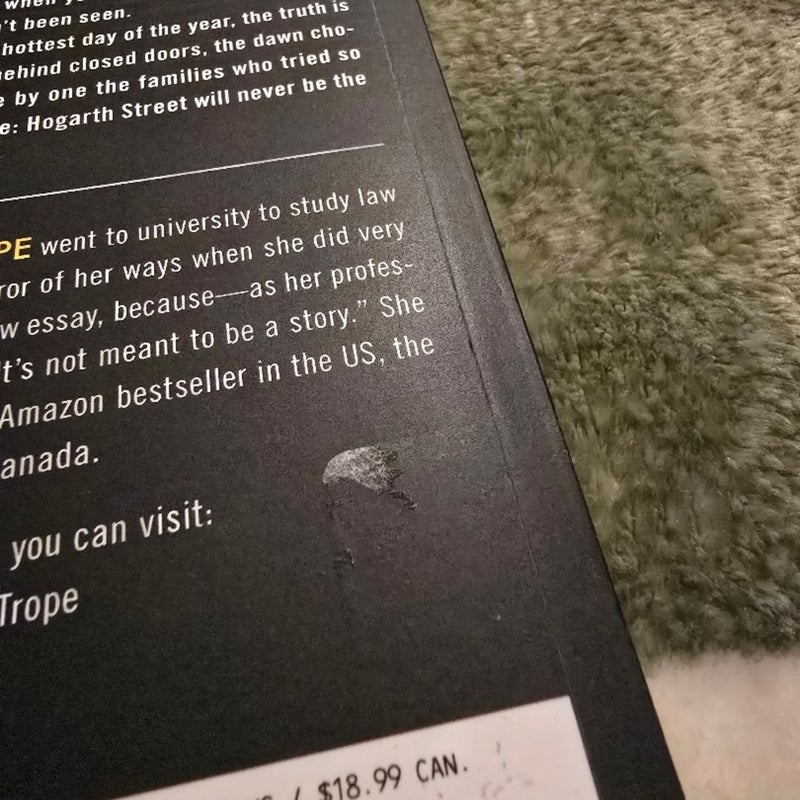 't been seen.
hottest day of the year, the truth is
ehind closed doors, the dawn cho-
e by one the families who tried so
e: Hogarth Street will never be the
PE went to university to study law
ror of her ways when she did very
w essay, because—as her profes-
t's not meant to be a story." She
Amazon bestseller in the US, the
anada.
you can visit:
Trope
/ $18.99 CAN.